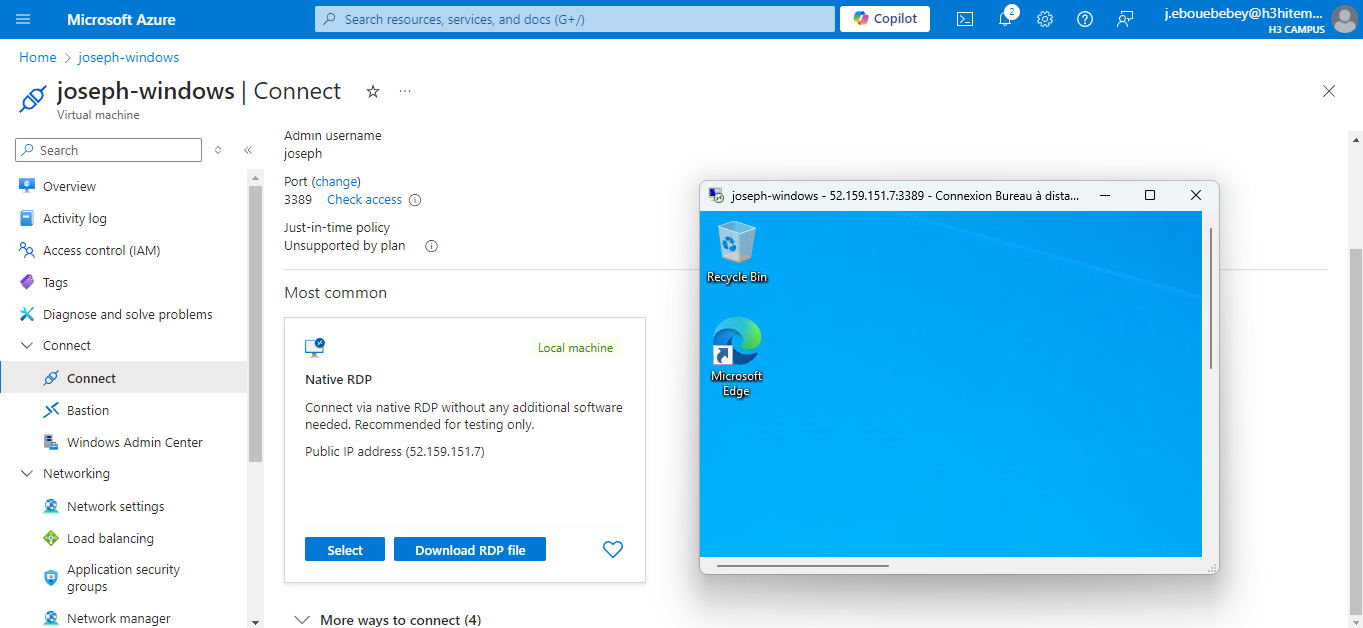 Microsoft Azure
Search resources, services, and docs (G+/)
Copilot
2
j.ebouebebey@h3hitem...
H3 CAMPUS
Home > joseph-windows
joseph-windows | Connect
Virtual machine
Search
Overview
Activity log
Access control (IAM)
Tags
Diagnose and solve problems
Connect
Connect
Bastion
Windows Admin Center
Networking
Network settings
Load balancing
Application security
groups
Network manager
Admin username
joseph
Port (change)
3389 Check access
Just-in-time policy
Unsupported by plan
Most common
Local machine
Native RDP
Connect via native RDP without any additional software
needed. Recommended for testing only.
Public IP address (52.159.151.7)
Select
Download RDP file
More ways to connect (4)
joseph-windows - 52.159.151.7:3389 - Connexion Bureau à dista...
Recycle Bin
Microsoft
Edge